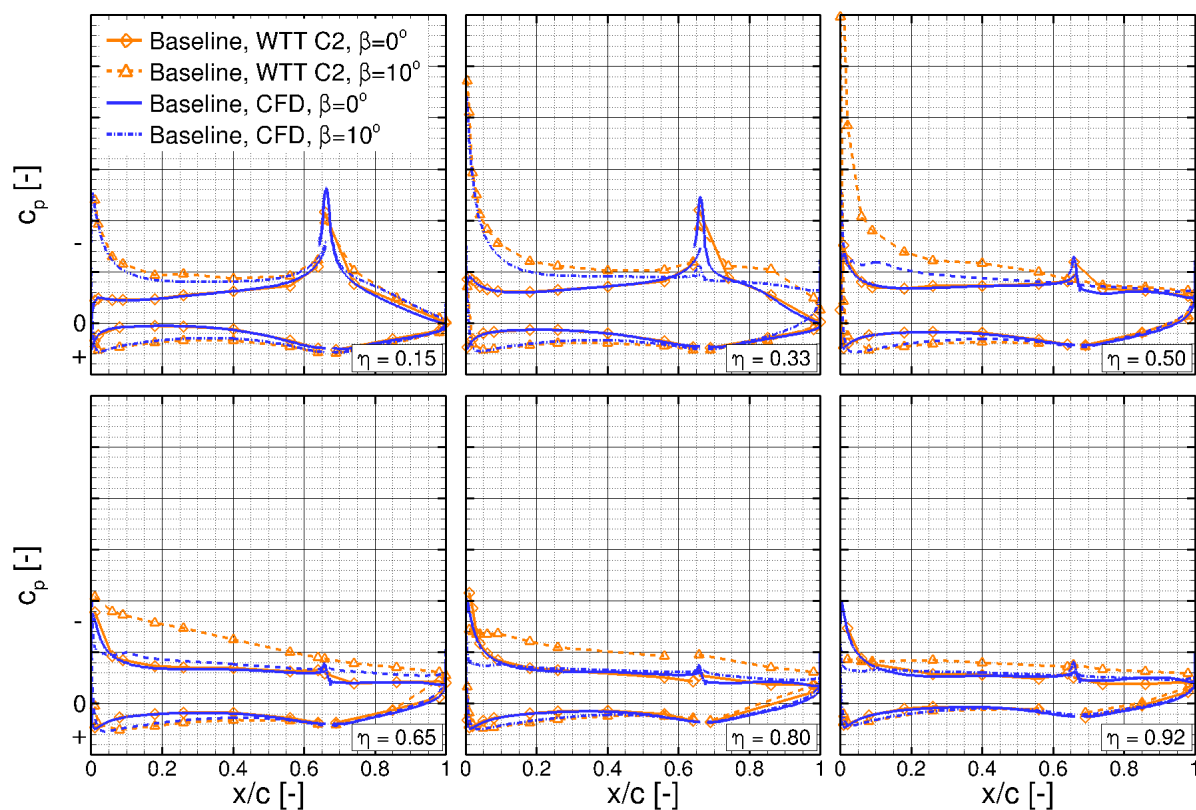 Baseline, WTT C2, β=0°
Baseline, WTT C2, β=10°
Baseline, CFD, β=0°
Baseline, CFD, β=10°
cp [-]
-
0
+
η = 0.15
η = 0.33
η = 0.50
cp [-]
-
0
+
η = 0.65
η = 0.80
η = 0.92
0 0.2 0.4 0.6 0.8 1 0 0.2 0.4 0.6 0.8 1 0 0.2 0.4 0.6 0.8 1
x/c [-] x/c [-] x/c [-]